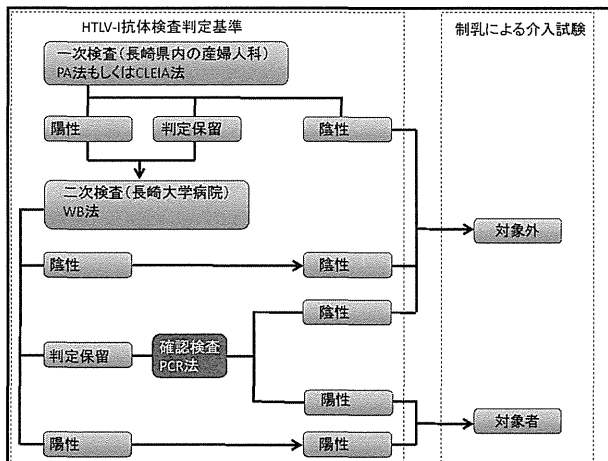 HTLV-I抗体検査判定基準
制乳による介入試験
一次検査(長崎県内の産婦人科)
PA法もしくはCLEIA法
陽性
判定保留
陰性
二次検査(長崎大学病院)
WB法
対象外
陰性
陰性
陰性
判定保留
確認検査
PCR法
陽性
対象者
陽性
陽性